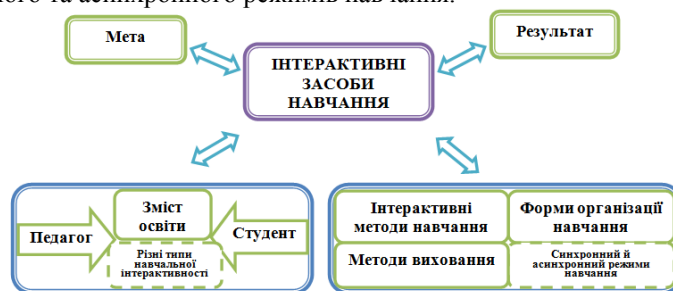 ного та асинхронного режимів навчання.
Мета
ІНТЕРАКТИВНІ
ЗАСОБИ
НАВЧАННЯ
Результат
Педагог
Зміст
освіти
Різні типи
навчальної
інтерактивності
Студент
Інтерактивні
методи навчання
Форми організації
навчання
Методи виховання
Синхронний й
асинхронний режими
навчання